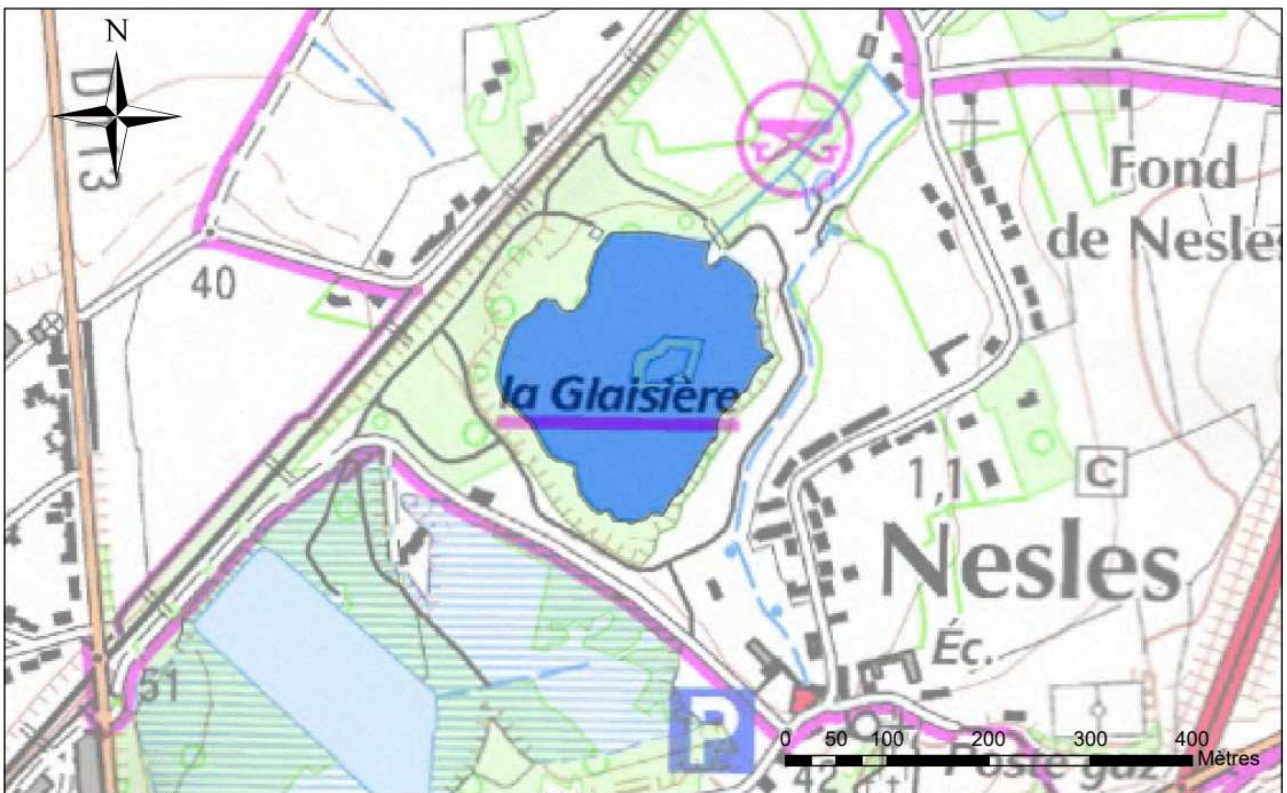 N
D 113
40
Fond
de Nesles
la Glaisière
1,1
C
Nesles
Éc.
51
P
0 50 100 200 300 400
Mètres
42
Poste gaz